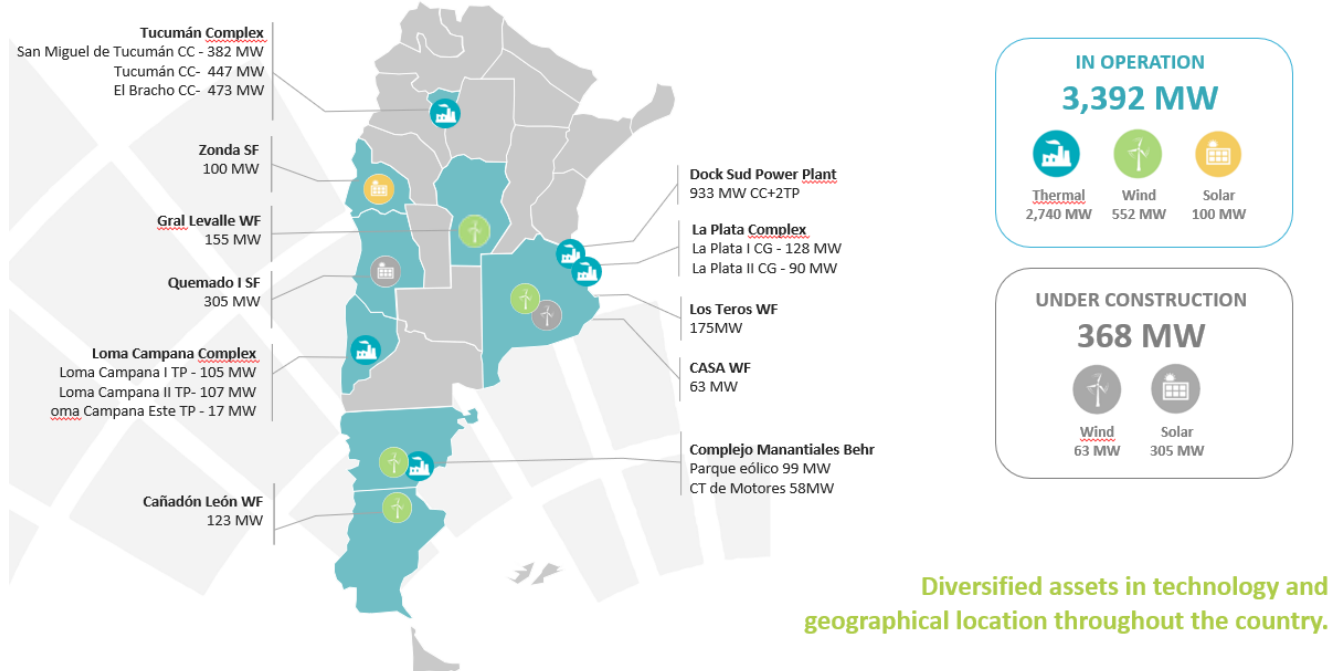 Tucumán Complex
San Miguel de Tucumán CC - 382 MW
Tucumán CC-  447 MW
El Bracho CC-  473 MW
Zonda SF
100 MW
Gral Levalle WF
155 MW
Quemado I SF
305 MW
Loma Campana Complex
Loma Campana I TP - 105 MW
Loma Campana II TP- 107 MW
oma Campana Este TP - 17 MW
Cañadón León WF
123 MW
Dock Sud Power Plant
933 MW CC+2TP
La Plata Complex
La Plata I CG - 128 MW
La Plata II CG - 90 MW
Los Teros WF
175MW
CASA WF
63 MW
Complejo Manantiales Behr
Parque eólico 99 MW
CT de Motores 58MW
IN OPERATION
3,392 MW
Thermal Wind Solar
2,740 MW 552 MW 100 MW
UNDER CONSTRUCTION
368 MW
Wind Solar
63 MW 305 MW
Diversified assets in technology and
geographical location throughout the country.